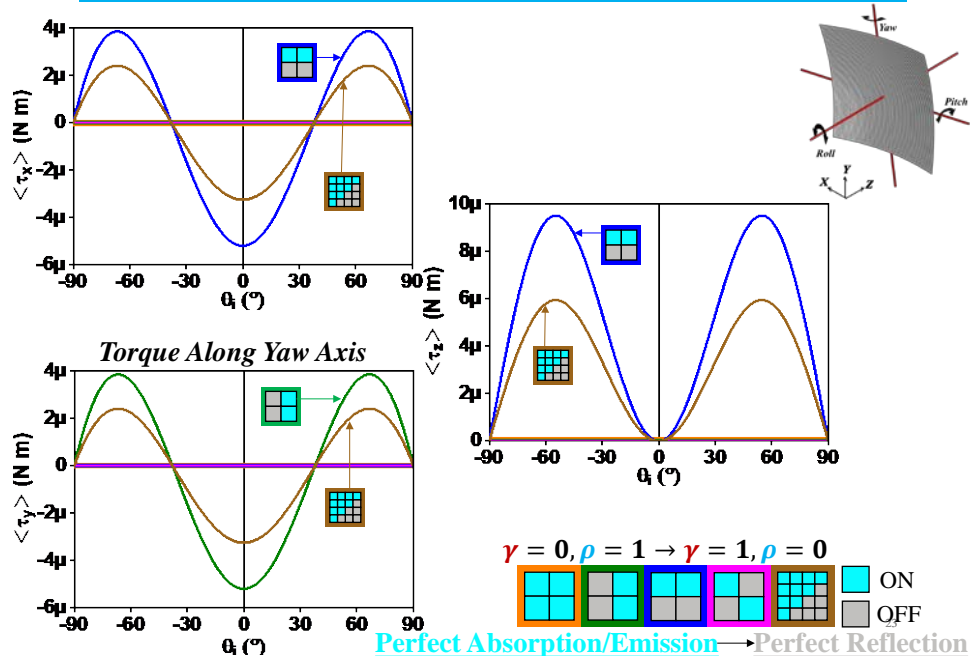 4μ
2μ
0
-2μ
-4μ
-6μ
<τx> (N m)
-90 -60 -30 0 30 60 90
θi (°)
Yaw
Pitch
Roll
X Y Z
10μ
8μ
6μ
4μ
2μ
0
<τz> (N m)
-90 -60 -30 0 30 60 90
θi (°)
Torque Along Yaw Axis
4μ
2μ
0
-2μ
-4μ
-6μ
<τy> (N m)
-90 -60 -30 0 30 60 90
θi (°)
γ = 0, ρ = 1 → γ = 1, ρ = 0
ON
OFF
Perfect Absorption/Emission → Perfect Reflection